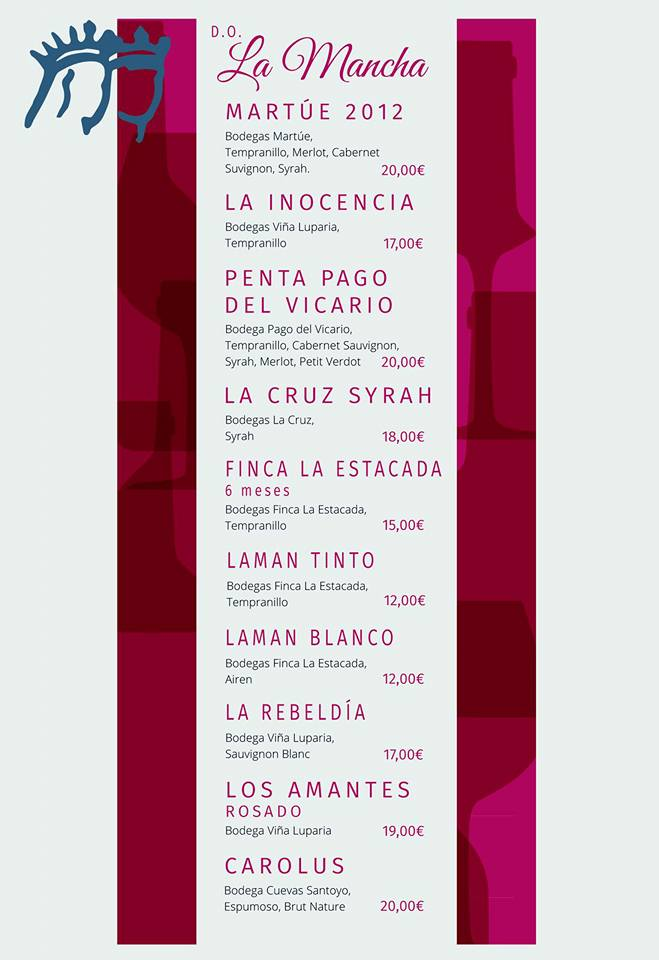 D.O.
La Mancha
MARTÚE 2012
Bodegas Martúe,
Tempranillo, Merlot, Cabernet
Suvignon, Syrah. 20,00€
LA INOCENCIA
Bodegas Viña Luparia,
Tempranillo 17,00€
PENTA PAGO
DEL VICARIO
Bodega Pago del Vicario,
Tempranillo, Cabernet Sauvignon,
Syrah, Merlot, Petit Verdot 20,00€
LA CRUZ SYRAH
Bodegas La Cruz,
Syrah 18,00€
FINCA LA ESTACADA
6 meses
Bodegas Finca La Estacada,
Tempranillo 15,00€
LAMAN TINTO
Bodegas Finca La Estacada,
Tempranillo 12,00€
LAMAN BLANCO
Bodegas Finca La Estacada,
Airen 12,00€
LA REBELDÍA
Bodega Viña Luparia,
Sauvignon Blanc 17,00€
LOS AMANTES
ROSADO
Bodega Viña Luparia 19,00€
CAROLUS
Bodega Cuevas Santoyo,
Espumoso, Brut Nature 20,00€